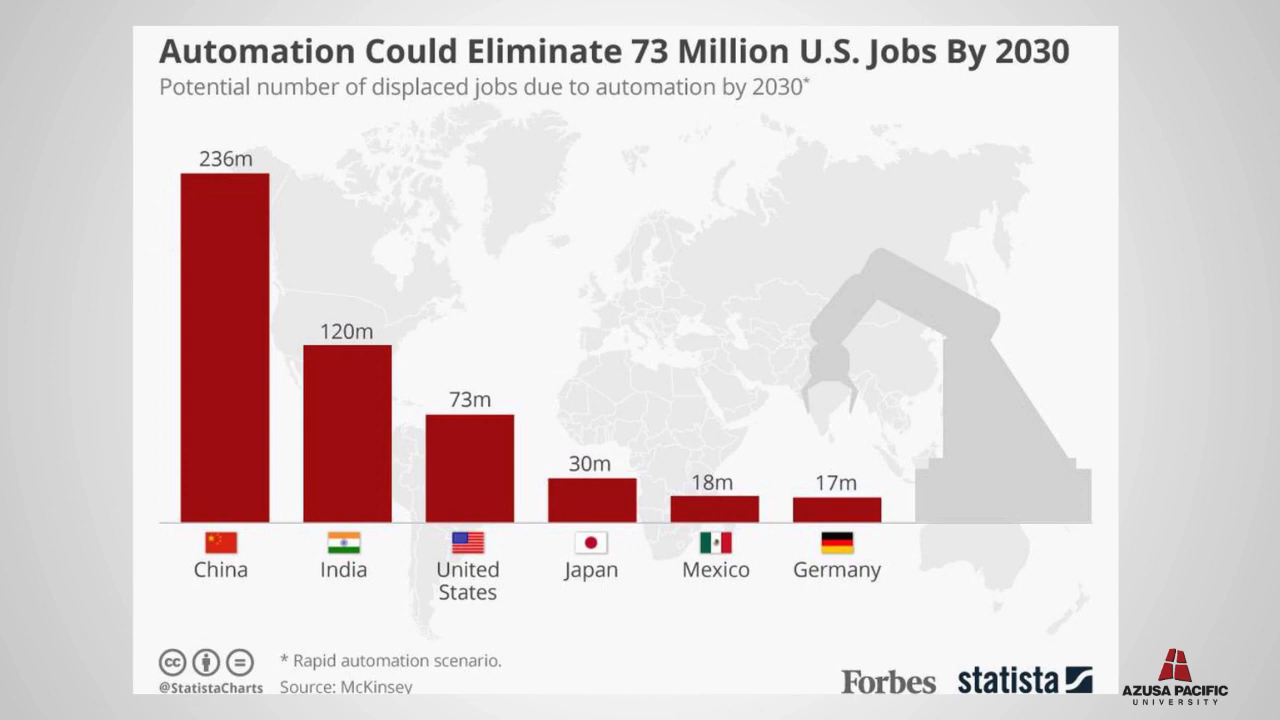 Automation Could Eliminate 73 Million U.S. Jobs By 2030
Potential number of displaced jobs due to automation by 2030*
236m
120m
73m
30m
18m
17m
China
India
United
States
Japan
Mexico
Germany
cc
@StatistaCharts
* Rapid automation scenario.
Source: McKinsey
Forbes
statista
AZUSA PACIFIC
UNIVERSITY